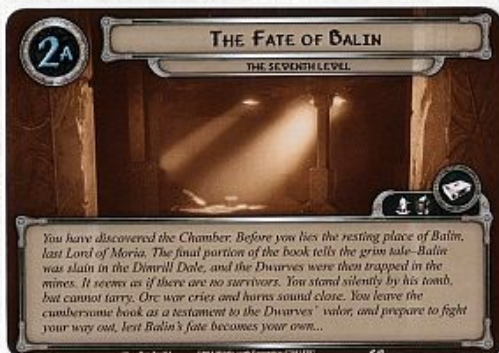 2A
THE FATE OF BALIN
THE SEVENTH LEVEL
You have discovered the Chamber. Before you lies the resting place of Balin,
last Lord of Moria. The final portion of the book tells the grim tale–Balin
was slain in the Dimrill Dale, and the Dwarves were then trapped in the
mines. It seems as if there are no survivors. You stand silently by his tomb,
but cannot tarry. Orc war cries and horns sound close. You leave the
cumbersome book as a testament to the Dwarves' valor, and prepare to fight
your way out, lest Balin's fate becomes your own...